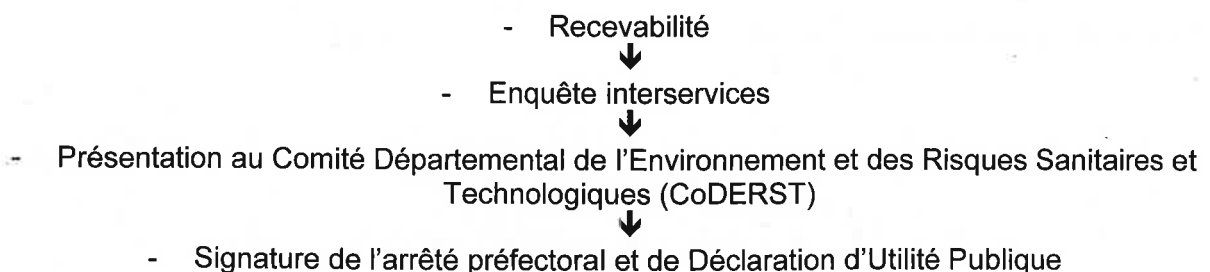 - Recevabilité
↓
- Enquête interservices
↓
- Présentation au Comité Départemental de l'Environnement et des Risques Sanitaires et
Technologiques (CoDERST)
↓
- Signature de l'arrêté préfectoral et de Déclaration d'Utilité Publique